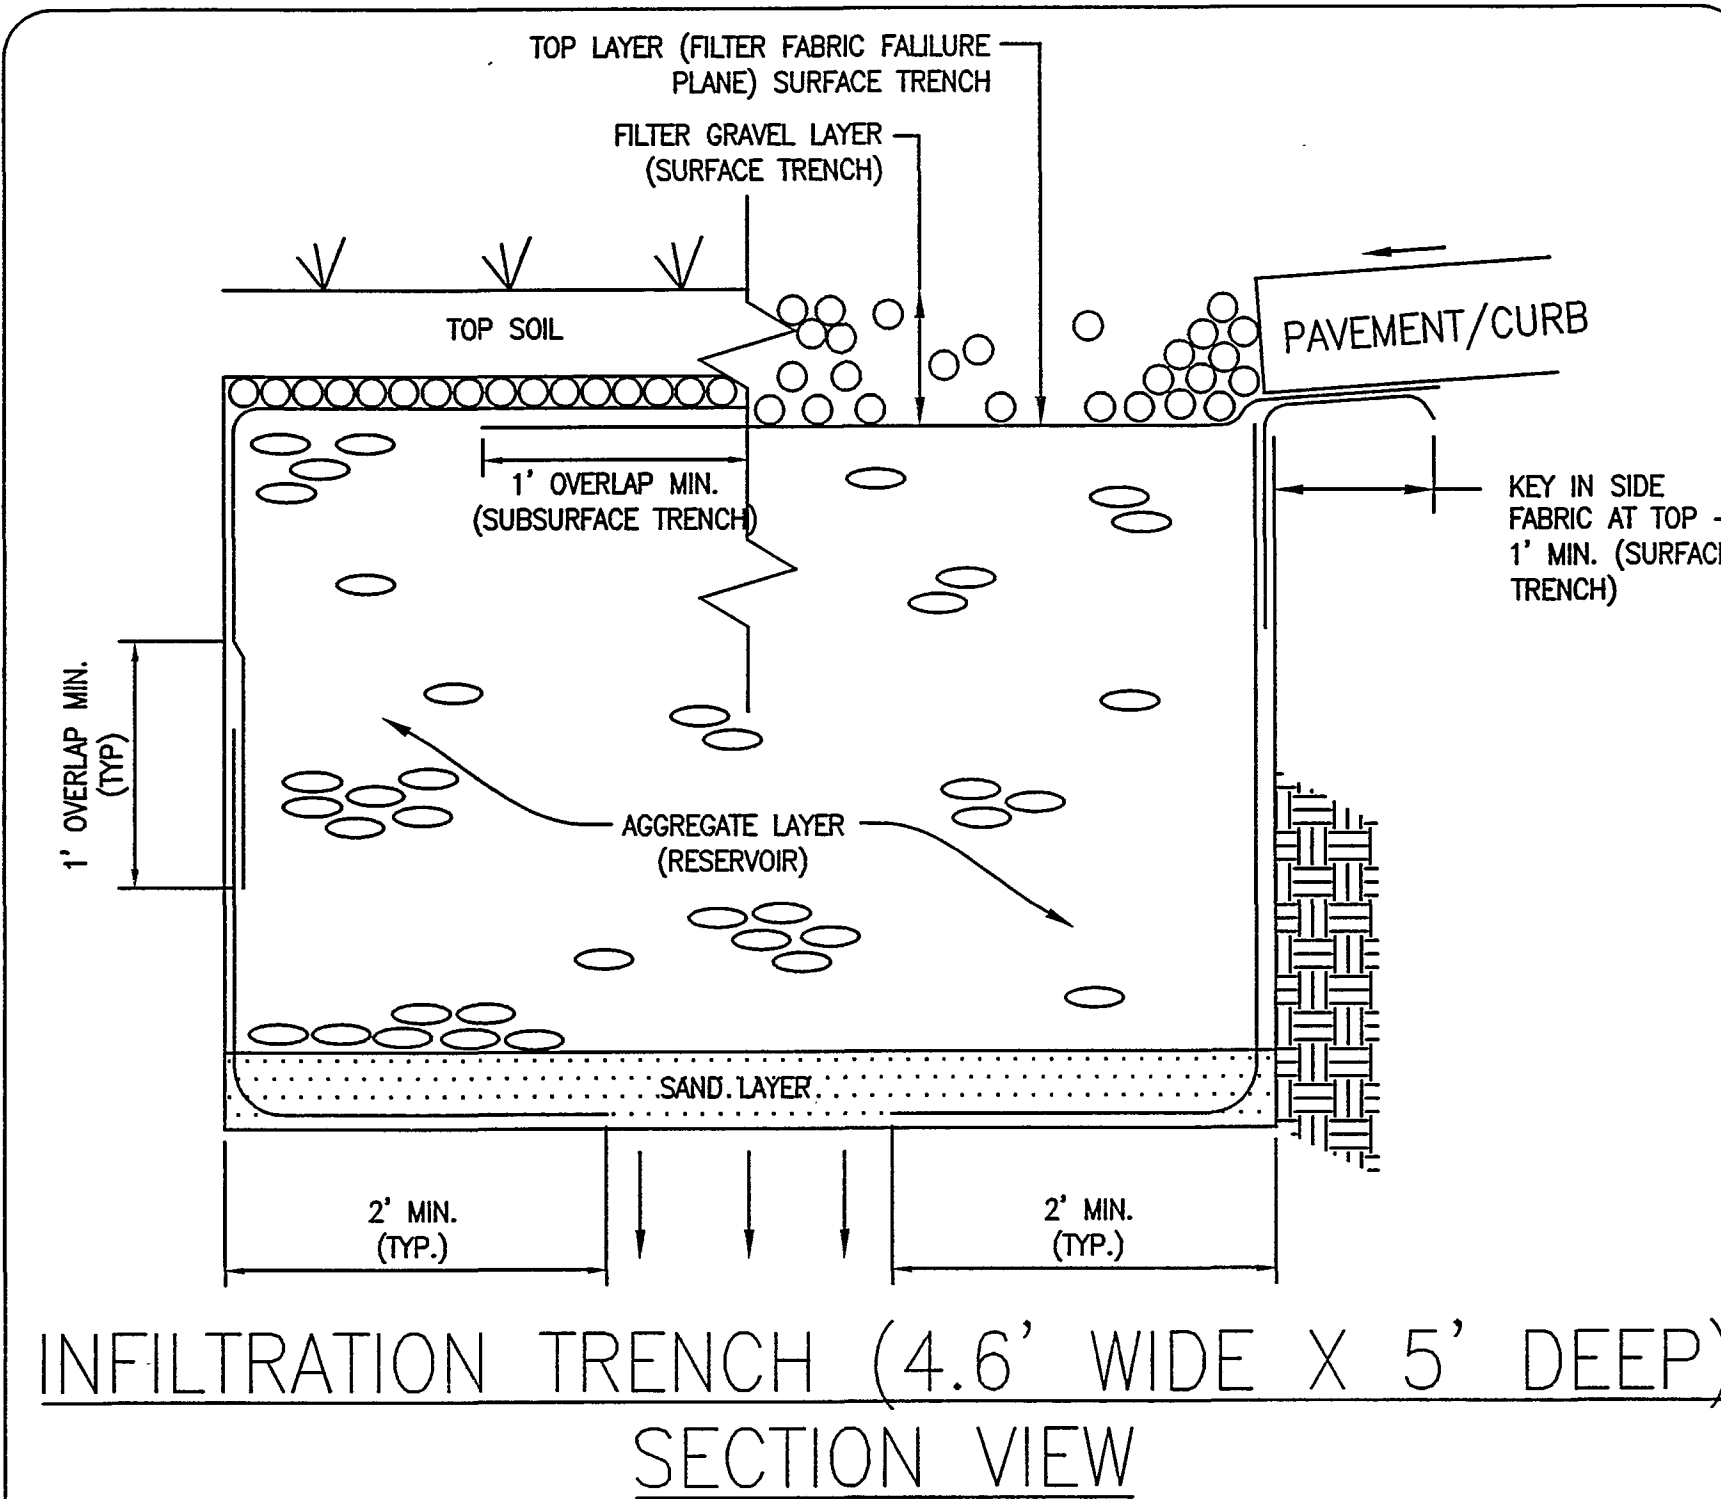 TOP LAYER (FILTER FABRIC FALILURE
PLANE) SURFACE TRENCH
FILTER GRAVEL LAYER
(SURFACE TRENCH)
TOP SOIL
PAVEMENT/CURB
1' OVERLAP MIN.
(SUBSURFACE TRENCH)
KEY IN SIDE
FABRIC AT TOP -
1' MIN. (SURFACE
TRENCH)
1' OVERLAP MIN.
(TYP)
AGGREGATE LAYER
(RESERVOIR)
SAND LAYER
2' MIN.
(TYP.)
2' MIN.
(TYP.)
INFILTRATION TRENCH (4.6' WIDE X 5' DEEP)
SECTION VIEW